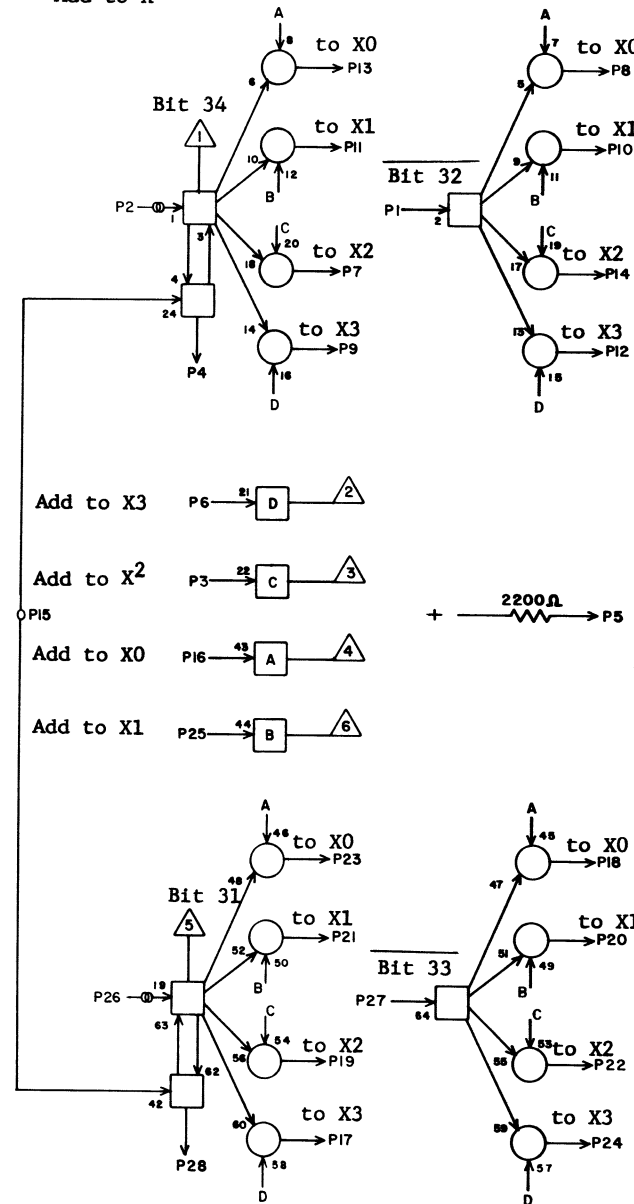 A A
8 7
to X0 to X0
P13 P8
6 5
Bit 34
1
to X1 to X1
P11 P10
10 12 9 11
Bit 32
P2 1 B P1 2 B
3 C C
20 19
to X2 to X2
4 18 P7 17 P14
24
14 to X3 13 to X3
P9 P12
P4 16 15
D D
Add to X3 P6 21 D 2
Add to X2 P3 22 C 3
P15 + 2200Ω P5
Add to X0 P16 43 A 4
Add to X1 P25 44 B 6
A A
46 45
to X0 to X0
P23 P18
48 47
Bit 31
5
to X1 to X1
P21 P20
52 50 51 49
Bit 33
P26 19 B P27 64 B
63 C C
54 53
62 to X2 to X2
56 P19 55 P22
42
60 to X3 59 to X3
P17 P24
P28 58 57
D D